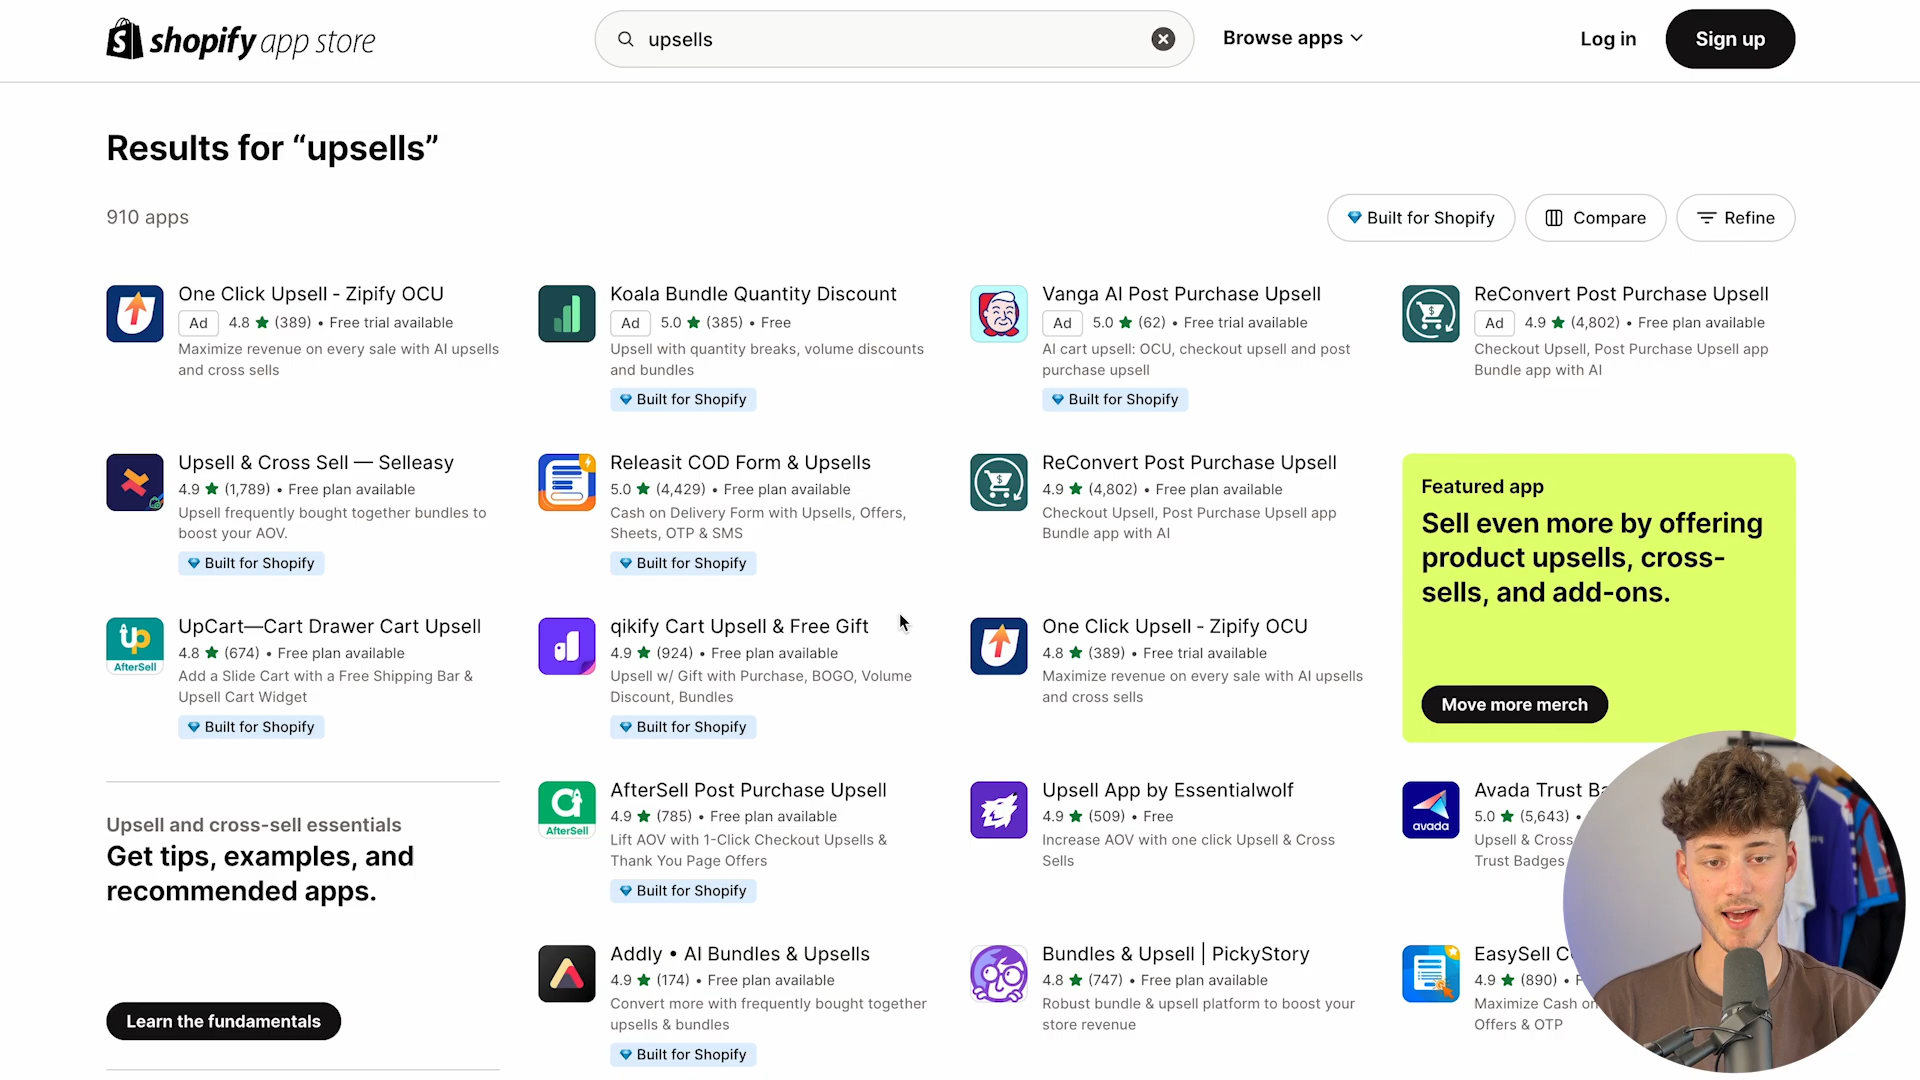 shopify app store
upsells
Browse apps
Log in
Sign up
Results for “upsells”
910 apps
Built for Shopify
Compare
Refine
One Click Upsell - Zipify OCU
Ad 4.8 ★ (389) • Free trial available
Maximize revenue on every sale with AI upsells
and cross sells
Koala Bundle Quantity Discount
Ad 5.0 ★ (385) • Free
Upsell with quantity breaks, volume discounts
and bundles
Built for Shopify
Vanga AI Post Purchase Upsell
Ad 5.0 ★ (62) • Free trial available
AI cart upsell: OCU, checkout upsell and post
purchase upsell
Built for Shopify
ReConvert Post Purchase Upsell
Ad 4.9 ★ (4,802) • Free plan available
Checkout Upsell, Post Purchase Upsell app
Bundle app with AI
Upsell & Cross Sell — Selleasy
4.9 ★ (1,789) • Free plan available
Upsell frequently bought together bundles to
boost your AOV.
Built for Shopify
Releasit COD Form & Upsells
5.0 ★ (4,429) • Free plan available
Cash on Delivery Form with Upsells, Offers,
Sheets, OTP & SMS
Built for Shopify
ReConvert Post Purchase Upsell
4.9 ★ (4,802) • Free plan available
Checkout Upsell, Post Purchase Upsell app
Bundle app with AI
Featured app
Sell even more by offering
product upsells, cross-
sells, and add-ons.
Move more merch
up
AfterSell
UpCart—Cart Drawer Cart Upsell
4.8 ★ (674) • Free plan available
Add a Slide Cart with a Free Shipping Bar &
Upsell Cart Widget
Built for Shopify
qikify Cart Upsell & Free Gift
4.9 ★ (924) • Free plan available
Upsell w/ Gift with Purchase, BOGO, Volume
Discount, Bundles
Built for Shopify
One Click Upsell - Zipify OCU
4.8 ★ (389) • Free trial available
Maximize revenue on every sale with AI upsells
and cross sells
Upsell and cross-sell essentials
Get tips, examples, and
recommended apps.
Learn the fundamentals
AfterSell
AfterSell Post Purchase Upsell
4.9 ★ (785) • Free plan available
Lift AOV with 1-Click Checkout Upsells &
Thank You Page Offers
Built for Shopify
Upsell App by Essentialwolf
4.9 ★ (509) • Free
Increase AOV with one click Upsell & Cross
Sells
avada
Avada Trust Ba
5.0 ★ (5,643) •
Upsell & Cross
Trust Badges
Addly • AI Bundles & Upsells
4.9 ★ (174) • Free plan available
Convert more with frequently bought together
upsells & bundles
Built for Shopify
Bundles & Upsell | PickyStory
4.8 ★ (747) • Free plan available
Robust bundle & upsell platform to boost your
store revenue
EasySell C
4.9 ★ (890) • F
Maximize Cash on
Offers & OTP